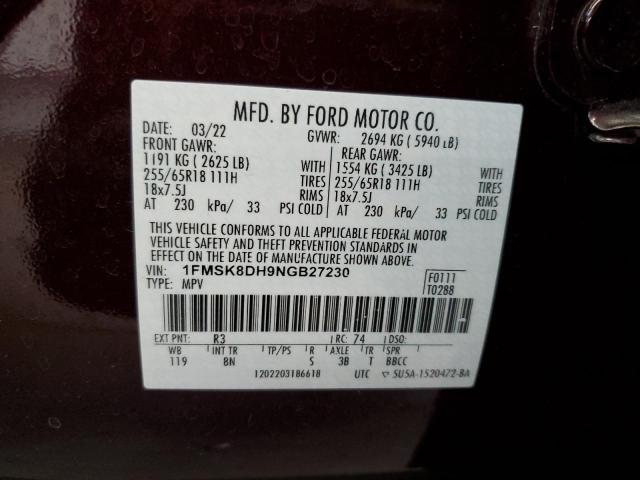 MFD. BY FORD MOTOR CO.
DATE: 03/22 GVWR: 2694 KG ( 5940 LB)
FRONT GAWR: REAR GAWR:
1191 KG ( 2625 LB) WITH 1554 KG ( 3425 LB) WITH
255/65R18 111H TIRES 255/65R18 111H TIRES
18x7.5J RIMS 18x7.5J RIMS
AT 230 kPa/ 33 PSI COLD AT 230 kPa/ 33 PSI COLD
THIS VEHICLE CONFORMS TO ALL APPLICABLE FEDERAL MOTOR
VEHICLE SAFETY AND THEFT PREVENTION STANDARDS IN
EFFECT ON THE DATE OF MANUFACTURE SHOWN ABOVE.
VIN: 1FMSK8DH9NGB27230 F0111
TYPE: MPV T0288
EXT PNT: R3 RC: 74 DSO:
WB INT TR TP/PS R AXLE TR SPR
119 8N S 3B T BBCC
1202203186618 UTC 5U5A-1520472-BA